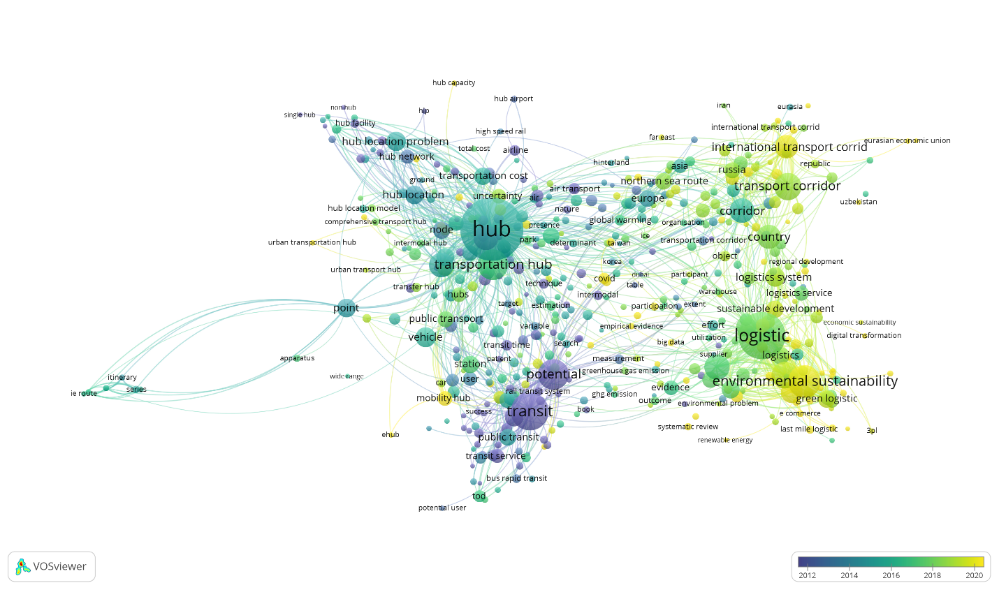 hub capacity
hub airport
non-hub
hlp
single hub
hub facility
high speed rail
iran
eurasia
international transport corrid
far east
hub location problem
total cost
airline
eurasian economic union
international transport corrid
hub network
hinterland
asia
russia
republic
ground
transportation cost
northern sea route
transport corridor
hub location
uncertainty
air
air transport
europe
uzbekistan
hub location model
nature
corridor
comprehensive transport hub
node
hub
presence
global warming
organisation
ice
country
urban transportation hub
intermodal hub
park
determinant
taiwan
transportation corridor
object
transportation hub
korea
regional development
urban transport hub
dubai
participant
logistics system
transfer hub
technique
covid
table
hubs
intermodal
warehouse
logistics service
point
target
estimation
participation
extent
sustainable development
public transport
variable
empirical evidence
effort
economic sustainability
vehicle
transit time
search
big data
utilization
logistic
digital transformation
apparatus
patient
measurement
supplier
logistics
station
greenhouse gas emission
itinerary
wide range
car
user
potential
evidence
environmental sustainability
ie route
series
rail transit system
ghg emission
mobility hub
outcome
environmental problem
green logistic
success
transit
book
e commerce
ehub
public transit
systematic review
last mile logistic
3pl
renewable energy
transit service
bus rapid transit
tod
potential user
VOSviewer
2012 2014 2016 2018 2020